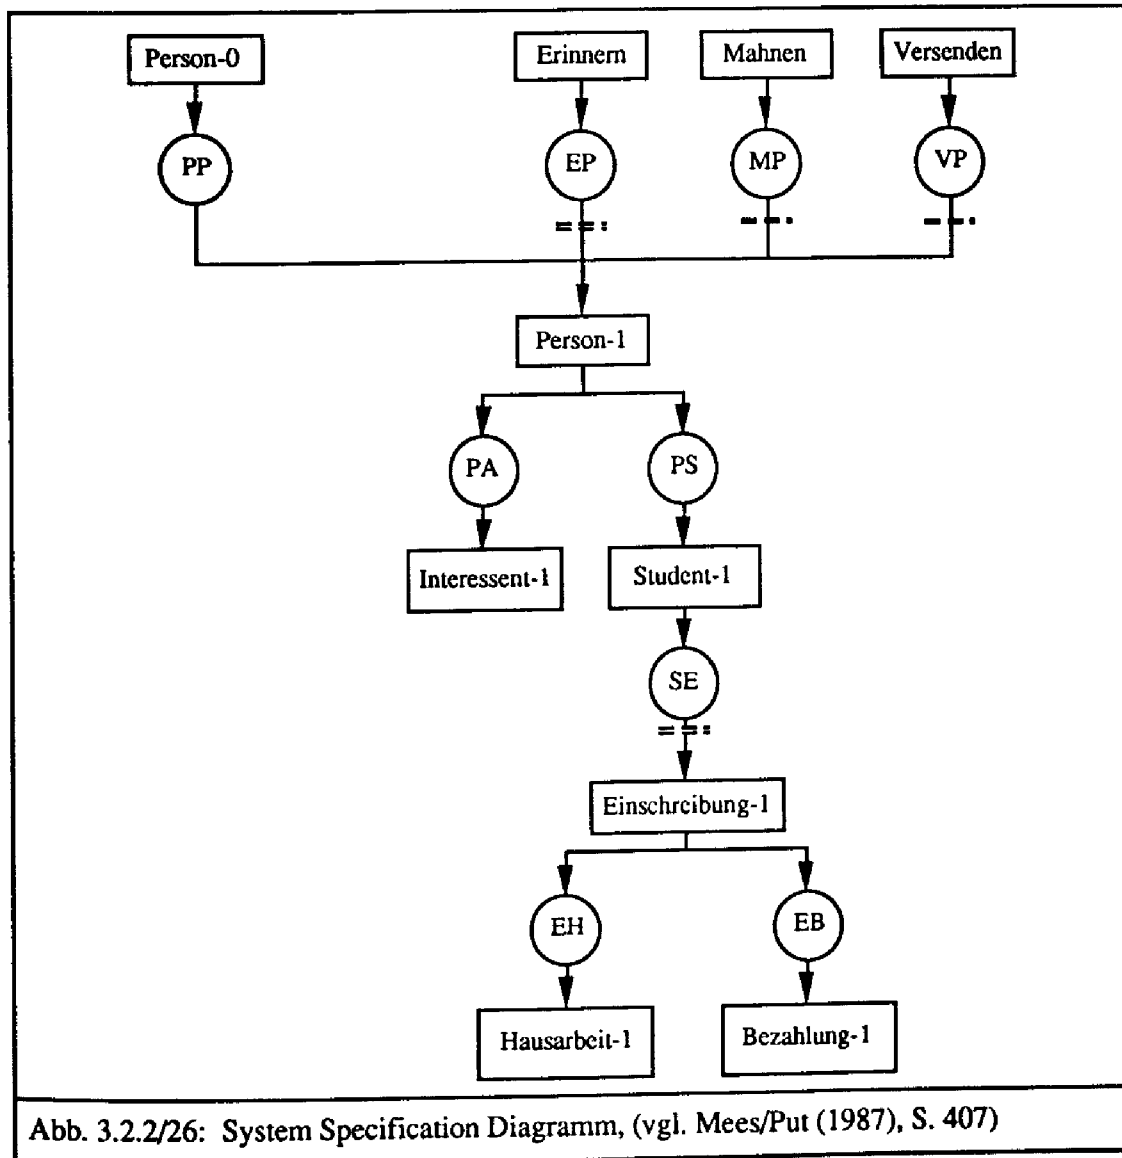 Person-0
Erinnern
Mahnen
Versenden
PP
EP
MP
VP
Person-1
PA
PS
Interessent-1
Student-1
SE
Einschreibung-1
EH
EB
Hausarbeit-1
Bezahlung-1
Abb. 3.2.2/26: System Specification Diagramm, (vgl. Mees/Put (1987), S. 407)